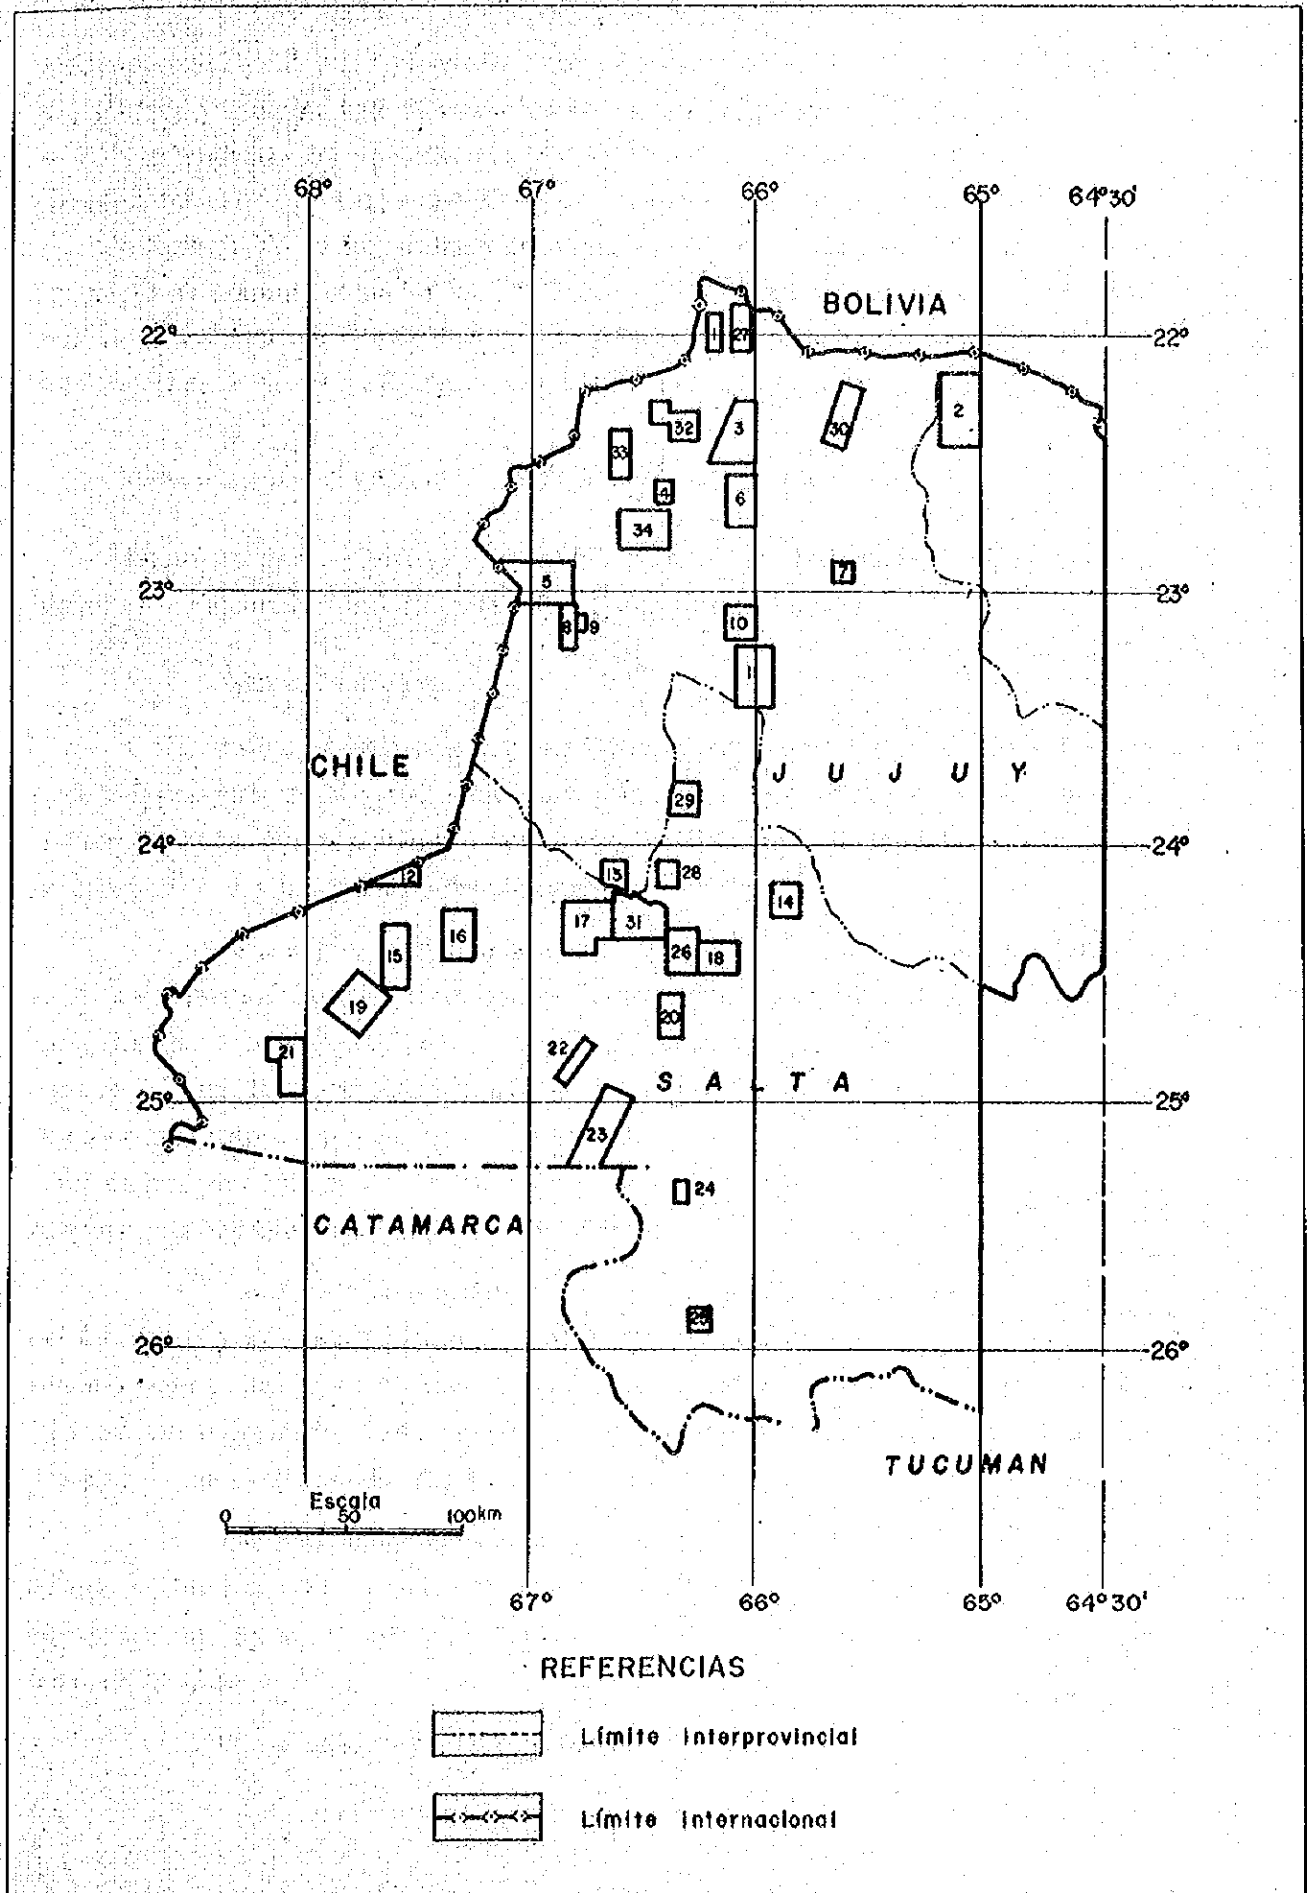 68° 67° 66° 65° 64°30'
BOLIVIA
22° 1 27 22°
2
32 3 30
33
4 6
34
7
5
23° 23°
8 9 10
11
CHILE JUJUY
29
24° 24°
12 13 28
14
17 31
16
15 26 18
19 20
21 22
SALTA
25° 25°
23
24
CATAMARCA
25
26° 26°
TUCUMAN
Escala
0 50 100km
67° 66° 65° 64°30'
REFERENCIAS
Límite Interprovincial
Límite Internacional